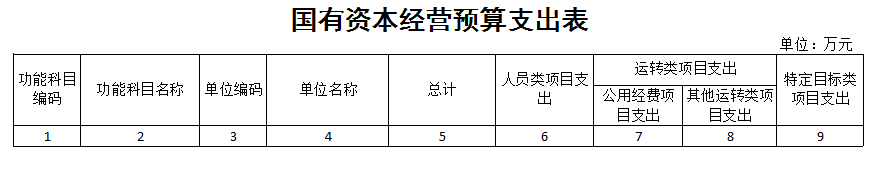 国有资本经营预算支出表
单位：万元
功能科目
编码
功能科目名称
单位编码
单位名称
总计
人员类项目支
出
运转类项目支出
公用经费项
目支出
其他运转类项
目支出
特定目标类
项目支出
1 2 3 4 5 6 7 8 9